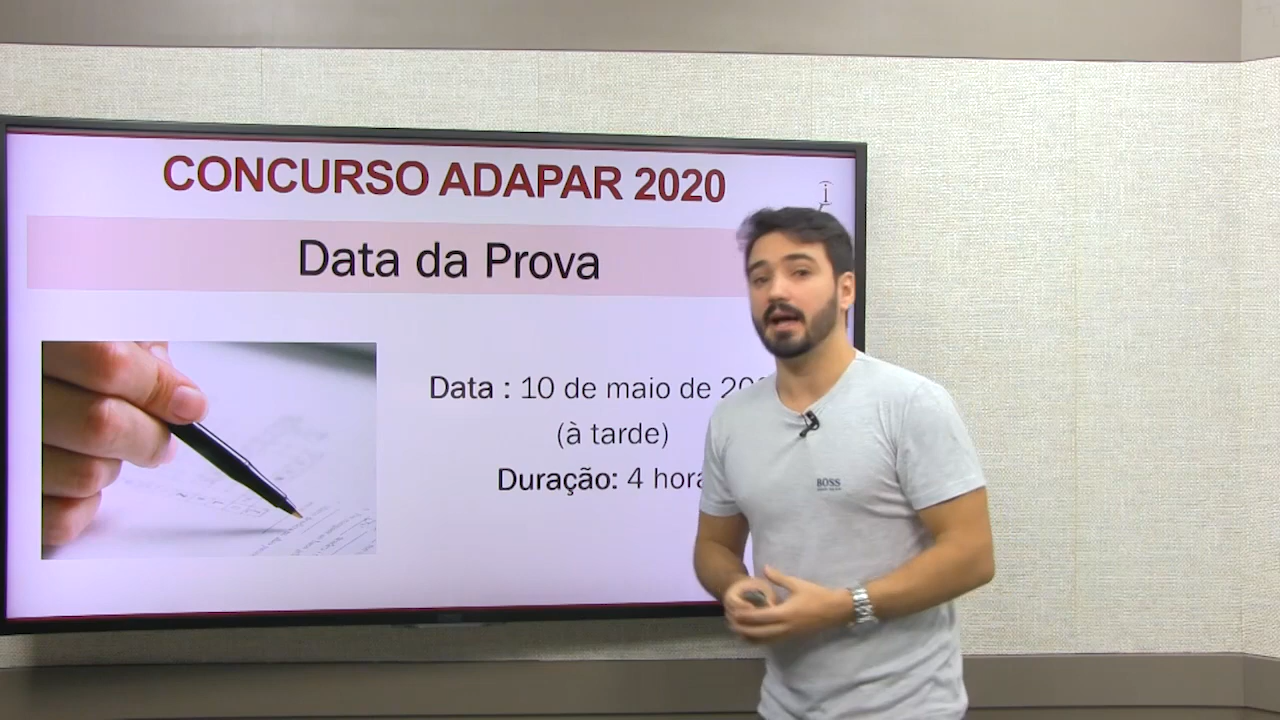 CONCURSO ADAPAR 2020
Data da Prova
Data : 10 de maio de
(à tarde)
Duração: 4
BOSS